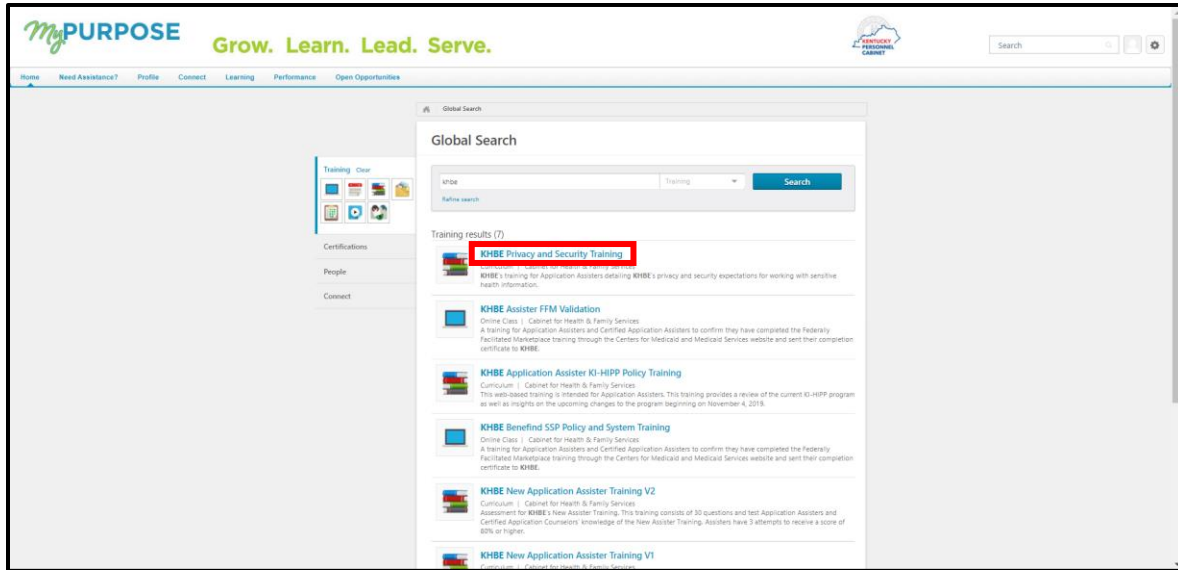 MyPURPOSE
Grow. Learn. Lead. Serve.
KENTUCKY
PERSONNEL
CABINET
Search
Home Need Assistance? Profile Connect Learning Performance Open Opportunities
Global Search
Global Search
Training Clear
khbe
Training
Search
Refine search
Certifications
People
Connect
Training results (7)
KHBE Privacy and Security Training
Curriculum | Cabinet for Health & Family Services
KHBE's training for Application Assisters detailing KHBE's privacy and security expectations for working with sensitive
health information.
KHBE Assister FFM Validation
Online Class | Cabinet for Health & Family Services
A training for Application Assisters and Certified Application Assisters to confirm they have completed the Federally
Facilitated Marketplace training through the Centers for Medicaid and Medicaid Services website and sent their completion
certificate to KHBE.
KHBE Application Assister KI-HIPP Policy Training
Curriculum | Cabinet for Health & Family Services
This web-based training is intended for Application Assisters. This training provides a review of the current KI-HIPP program
as well as insights on the upcoming changes to the program beginning on November 4, 2019.
KHBE Benefind SSP Policy and System Training
Online Class | Cabinet for Health & Family Services
A training for Application Assisters and Certified Application Assisters to confirm they have completed the Federally
Facilitated Marketplace training through the Centers for Medicaid and Medicaid Services website and sent their completion
certificate to KHBE.
KHBE New Application Assister Training V2
Curriculum | Cabinet for Health & Family Services
Assessment for KHBE's New Assister Training. This training consists of 30 questions and test Application Assisters and
Certified Application Counselors' knowledge of the New Assister Training. Assisters have 3 attempts to receive a score of
80% or higher.
KHBE New Application Assister Training V1
Curriculum | Cabinet for Health & Family Services